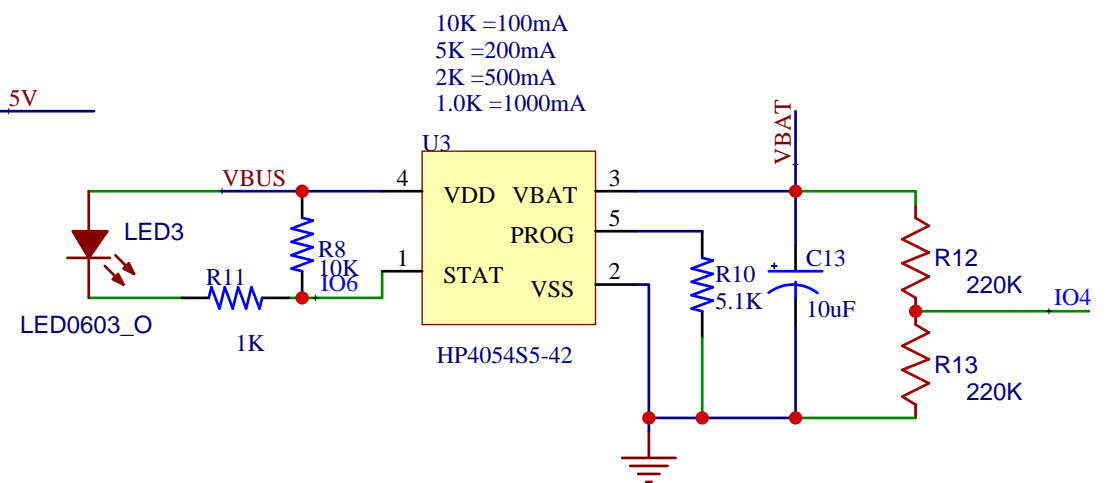 10K =100mA
5K =200mA
2K =500mA
1.0K =1000mA
5V
U3
VBAT
VBUS
4
VDD
VBAT
3
LED3
R8
10K
IO6
1
STAT
PROG
5
R11
VSS
2
R10
5.1K
C13
+
10uF
R12
220K
IO4
LED0603_O
1K
HP4054S5-42
R13
220K